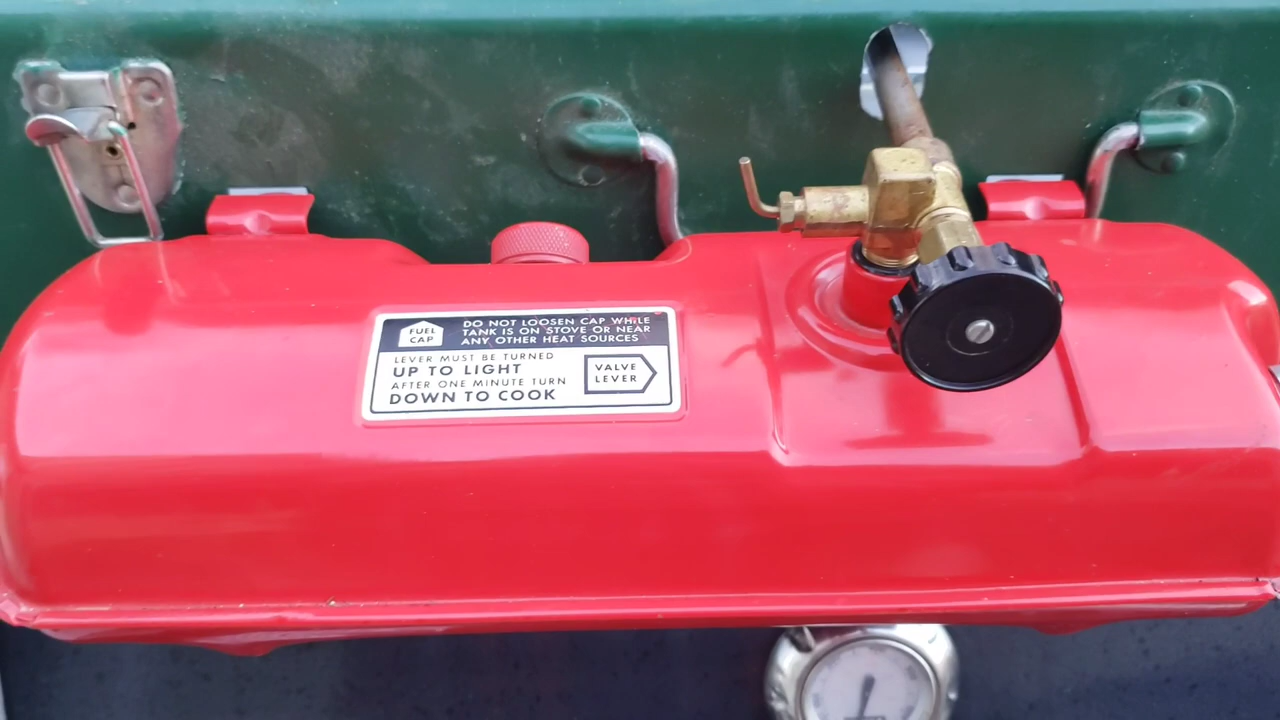 FUEL
CAP
DO NOT LOOSEN CAP WHILE
TANK IS ON STOVE OR NEAR
ANY OTHER HEAT SOURCES
LEVER MUST BE TURNED
UP TO LIGHT
AFTER ONE MINUTE TURN
DOWN TO COOK
VALVE
LEVER